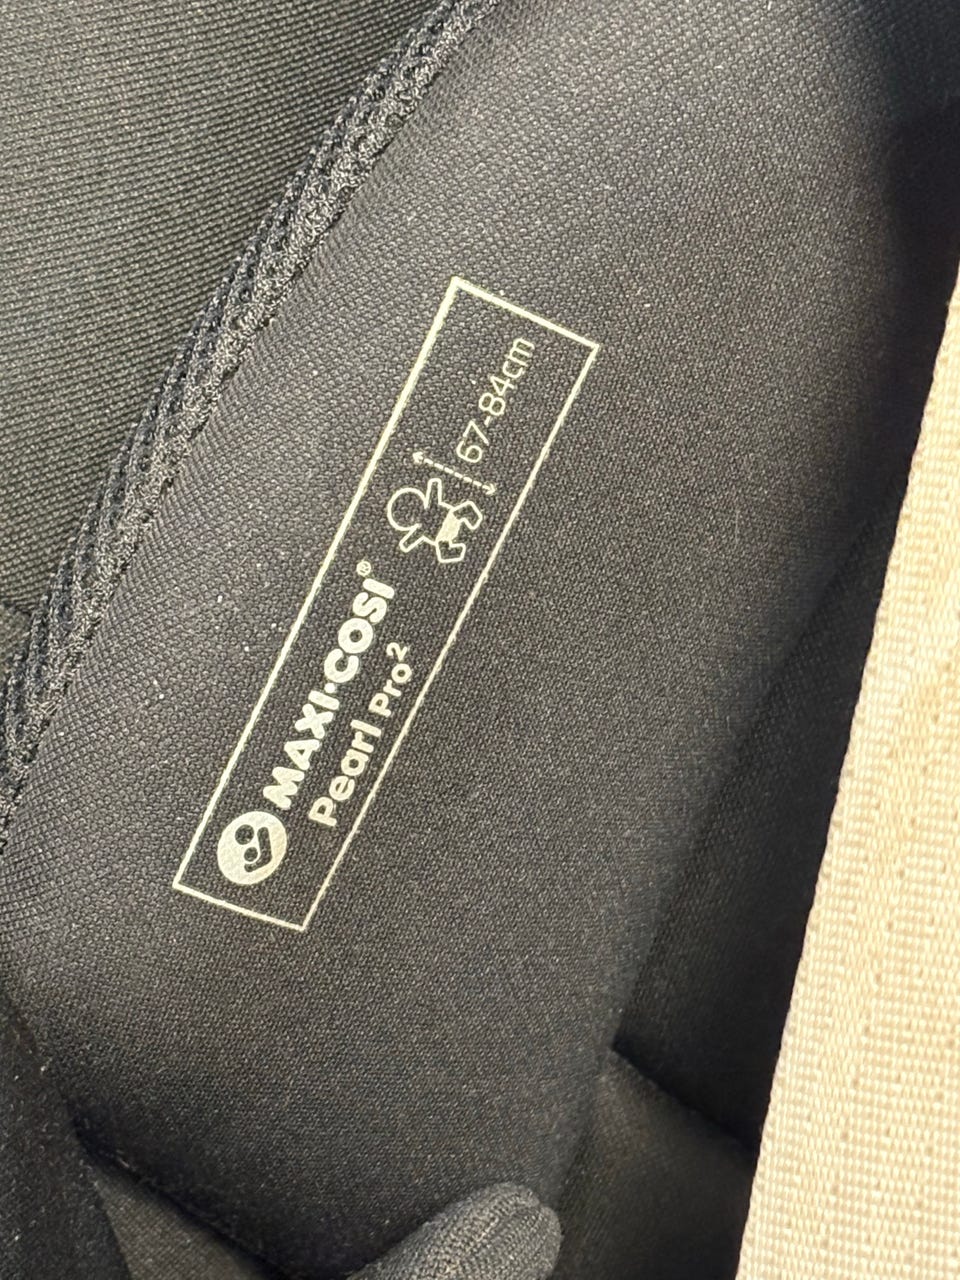 MAXI·COSI®
Pearl Pro²
67-84cm